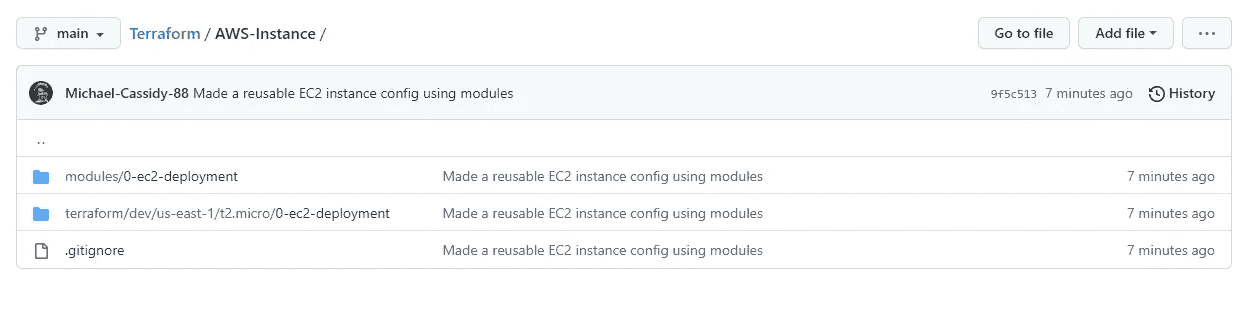 main Terraform / AWS-Instance / Go to file Add file ...
Michael-Cassidy-88 Made a reusable EC2 instance config using modules 9f5c513 7 minutes ago History
..
modules/0-ec2-deployment Made a reusable EC2 instance config using modules 7 minutes ago
terraform/dev/us-east-1/t2.micro/0-ec2-deployment Made a reusable EC2 instance config using modules 7 minutes ago
.gitignore Made a reusable EC2 instance config using modules 7 minutes ago